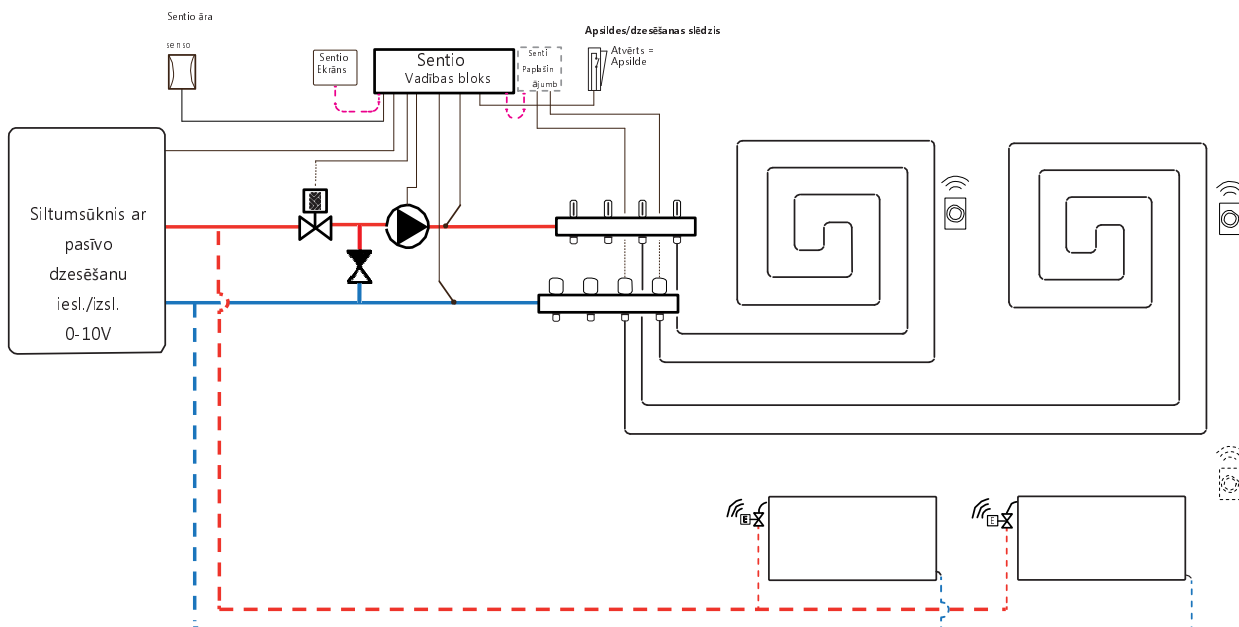 Sentio āra
senso
Sentio
Ekrāns
Sentio
Vadības bloks
Senti
Paplašin
ājumb
Apsildes/dzesēšanas slēdzis
Atvērts =
Apsilde
Siltumsūknis ar
pasīvo
dzesēšanu
iesl./izsl.
0-10V
E
E